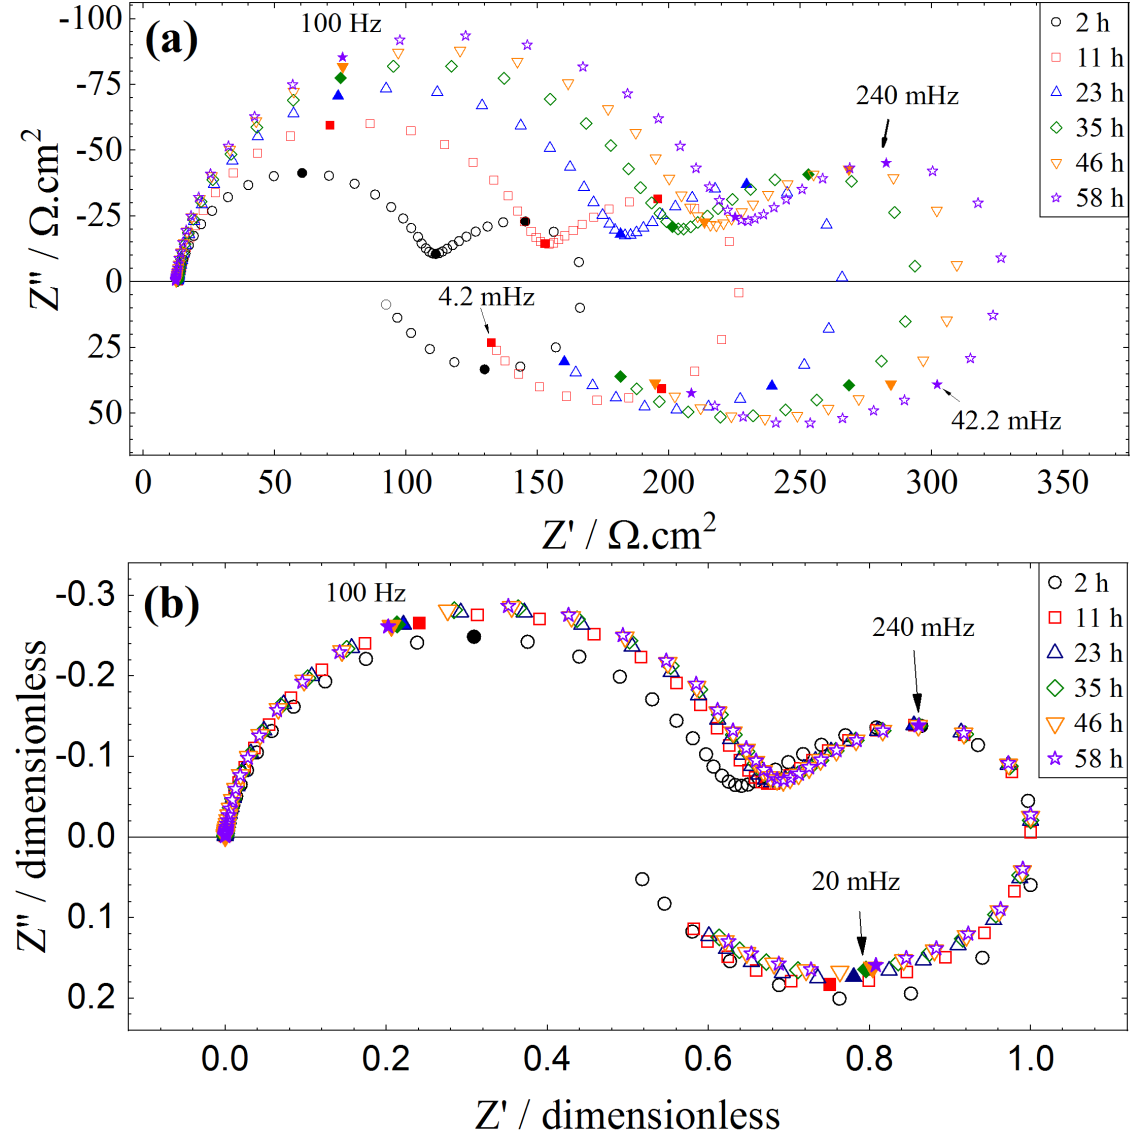 (a)
100 Hz
240 mHz
4.2 mHz
42.2 mHz
2 h
11 h
23 h
35 h
46 h
58 h
-100
-75
-50
-25
0
25
50
Z'' / Ω.cm²
0 50 100 150 200 250 300 350
Z' / Ω.cm²
(b)
100 Hz
240 mHz
20 mHz
2 h
11 h
23 h
35 h
46 h
58 h
-0.3
-0.2
-0.1
0.0
0.1
0.2
Z'' / dimensionless
0.0 0.2 0.4 0.6 0.8 1.0
Z' / dimensionless